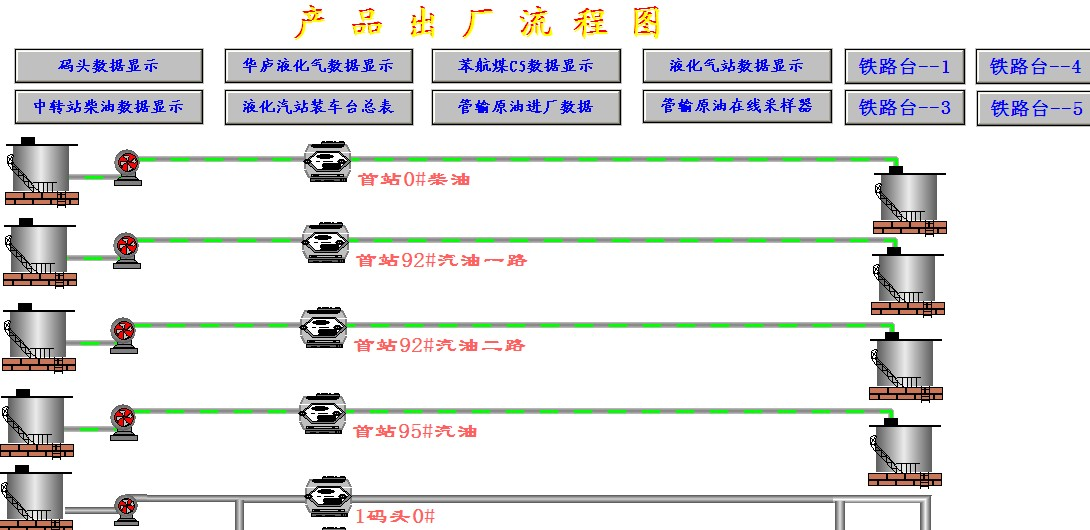 产品出厂流程图
码头数据显示 华庐液化气数据显示 苯航煤C5数据显示 液化气站数据显示 铁路台--1 铁路台--4
中转站柴油数据显示 液化汽站装车台总表 管输原油进厂数据 管输原油在线采样器 铁路台--3 铁路台--5
首站0#柴油
首站92#汽油一路
首站92#汽油二路
首站95#汽油
1码头0#